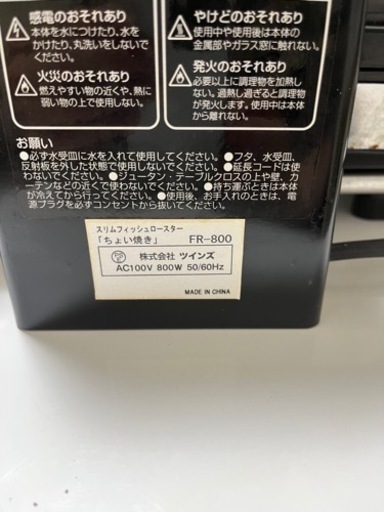 感電のおそれあり
本体を水につけたり、水を
かけたり、丸洗いをしないで
ください。
火災のおそれあり
燃えやすい物の近くや、熱に
弱い物の上で使用しない。
やけどのおそれあり
使用中や使用後は本体の
金属部やガラス窓に触れない。
発火のおそれあり
必要以上に調理物を加熱し
ない。過熱し過ぎると調理物
が発火します。使用中は本体
から離れない。
お願い
●必ず水受皿に水を入れて使用してください。●フタ、水受皿、
反射板を外した状態で使用しないでください。●延長コードは使
わないでください。●ジュータン・テーブルクロスの上や壁、カ
ーテンなどの近くで使わないでください。●持ち運ぶときは本体
が冷えてから行ってください。●使用後、お手入れのときは、電
源プラグを必ずコンセントから抜いてください。
スリムフィッシュロースター
「ちょい焼き」 FR-800
株式会社 ツインズ
AC100V 800W 50/60Hz
MADE IN CHINA